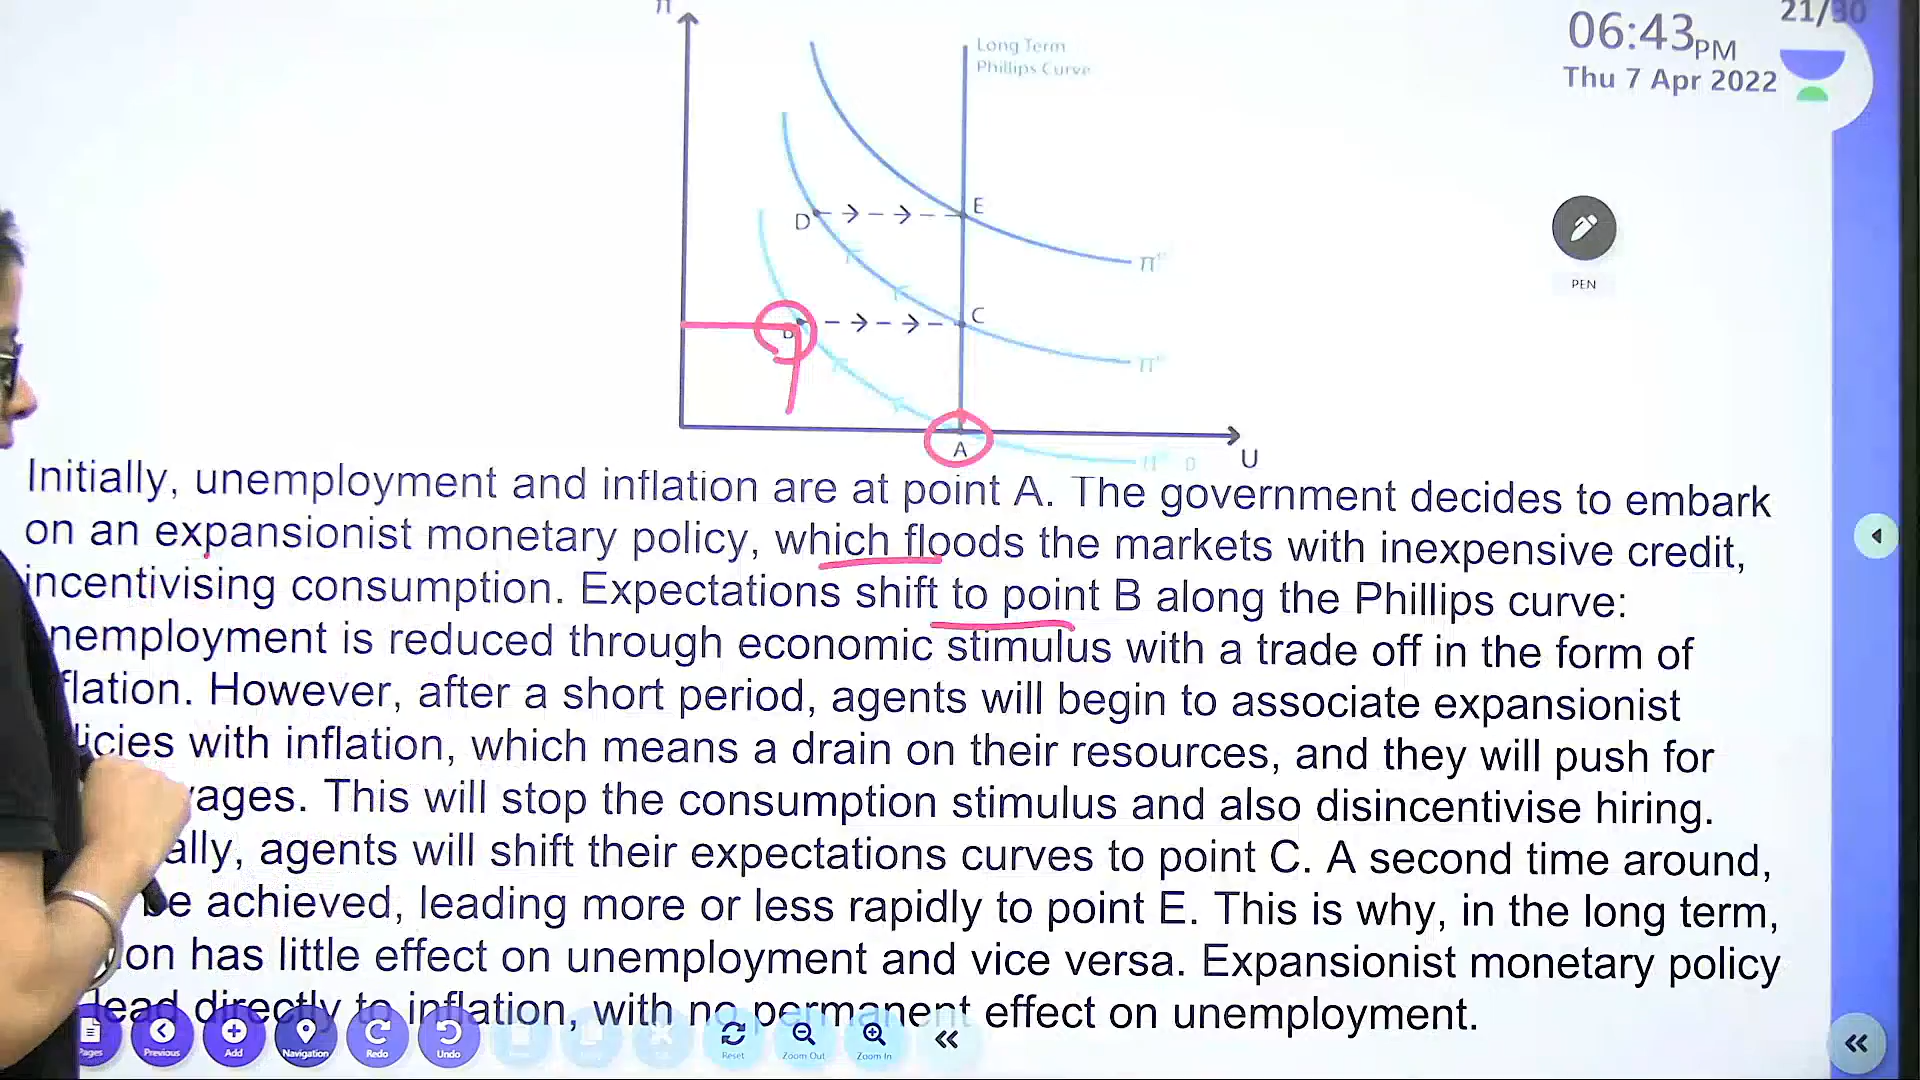 21/30
06:43PM
Thu 7 Apr 2022
PEN
π
Long Term
Phillips Curve
E
D
π
C
B
π
A
U
Initially, unemployment and inflation are at point A. The government decides to embark
on an expansionist monetary policy, which floods the markets with inexpensive credit,
incentivising consumption. Expectations shift to point B along the Phillips curve:
nemployment is reduced through economic stimulus with a trade off in the form of
flation. However, after a short period, agents will begin to associate expansionist
licies with inflation, which means a drain on their resources, and they will push for
ages. This will stop the consumption stimulus and also disincentivise hiring.
ally, agents will shift their expectations curves to point C. A second time around,
be achieved, leading more or less rapidly to point E. This is why, in the long term,
on has little effect on unemployment and vice versa. Expansionist monetary policy
lead directly to inflation, with no permanent effect on unemployment.
Pages
Previous
Add
Navigation
Redo
Undo
Reset
Zoom Out
Zoom In